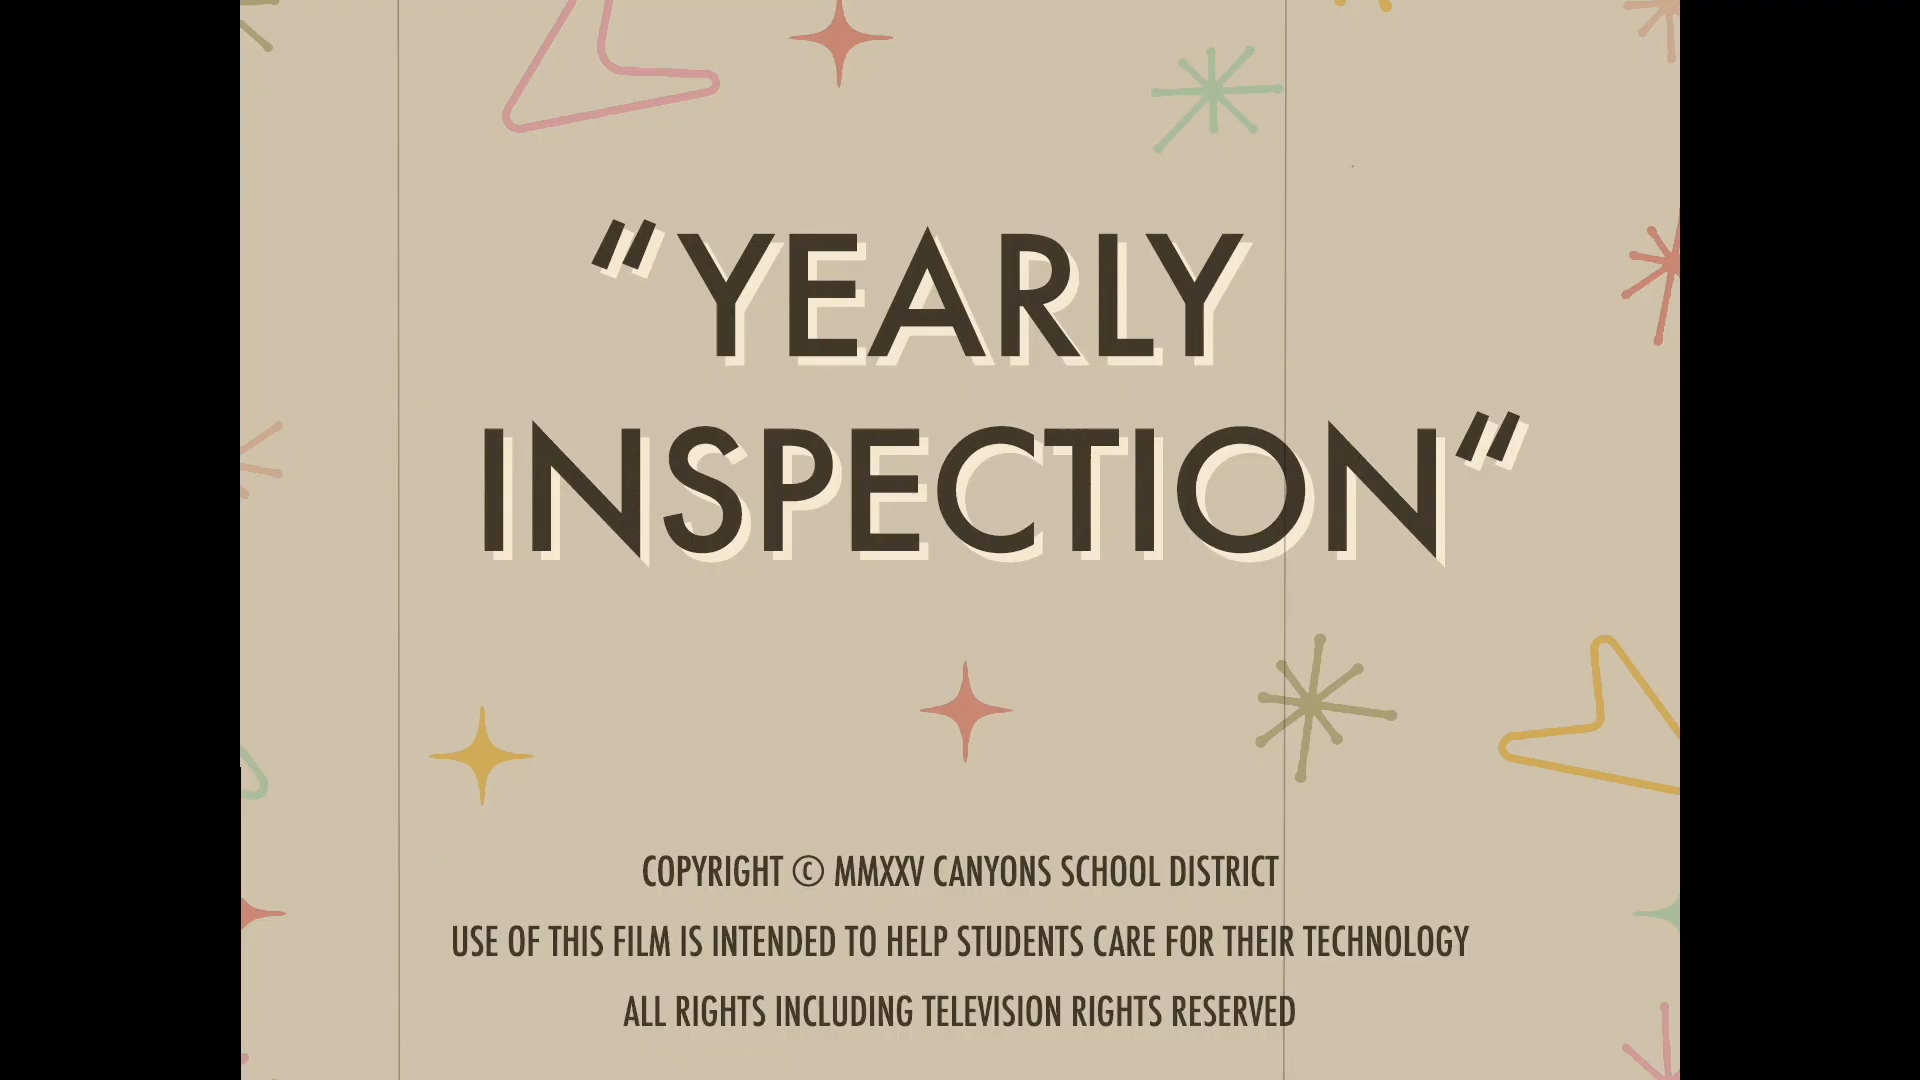 “YEARLY
INSPECTION“
COPYRIGHT © MMXXV CANYONS SCHOOL DISTRICT
USE OF THIS FILM IS INTENDED TO HELP STUDENTS CARE FOR THEIR TECHNOLOGY
ALL RIGHTS INCLUDING TELEVISION RIGHTS RESERVED